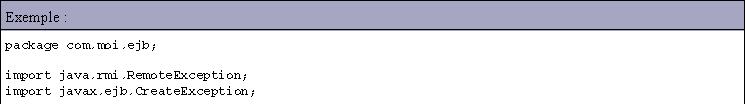 Exemple :
package com.moi.ejb;
import java.rmi.RemoteException;
import javax.ejb.CreateException;